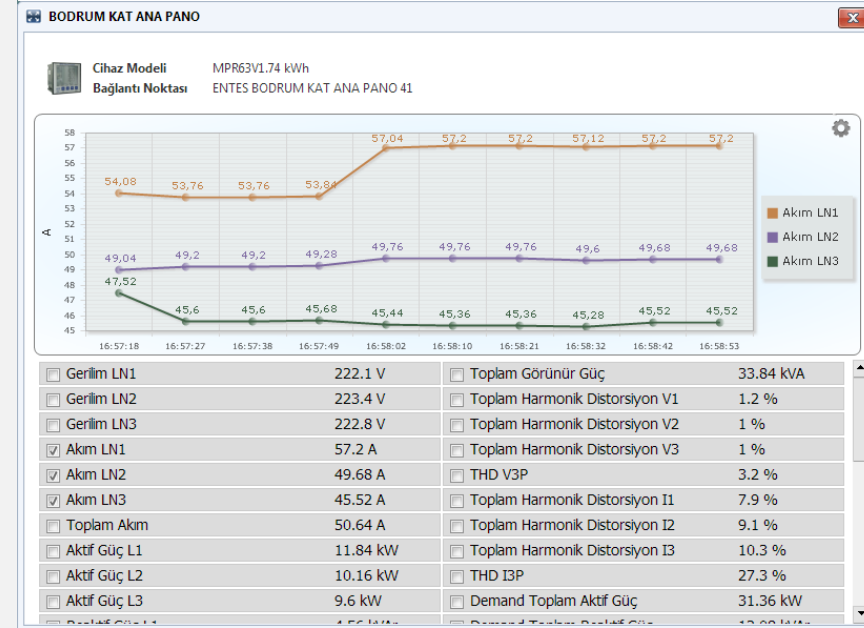 BODRUM KAT ANA PANO
Cihaz Modeli MPR63V1.74 kWh
Bağlantı Noktası ENTES BODRUM KAT ANA PANO 41
58
57
56
55
54
53
52
51
50
49
48
47
46
45
A
54,08 53,76 53,76 53,84 57,04 57,2 57,2 57,12 57,2 57,2
49,04 49,2 49,2 49,28 49,76 49,76 49,76 49,6 49,68 49,68
47,52 45,6 45,6 45,68 45,44 45,36 45,36 45,28 45,52 45,52
16:57:18 16:57:27 16:57:38 16:57:49 16:58:02 16:58:10 16:58:21 16:58:32 16:58:42 16:58:53
Akım LN1
Akım LN2
Akım LN3
Gerilim LN1 222.1 V Toplam Görünür Güç 33.84 kVA
Gerilim LN2 223.4 V Toplam Harmonik Distorsiyon V1 1.2 %
Gerilim LN3 222.8 V Toplam Harmonik Distorsiyon V2 1 %
Akım LN1 57.2 A Toplam Harmonik Distorsiyon V3 1 %
Akım LN2 49.68 A THD V3P 3.2 %
Akım LN3 45.52 A Toplam Harmonik Distorsiyon I1 7.9 %
Toplam Akım 50.64 A Toplam Harmonik Distorsiyon I2 9.1 %
Aktif Güç L1 11.84 kW Toplam Harmonik Distorsiyon I3 10.3 %
Aktif Güç L2 10.16 kW THD I3P 27.3 %
Aktif Güç L3 9.6 kW Demand Toplam Aktif Güç 31.36 kW